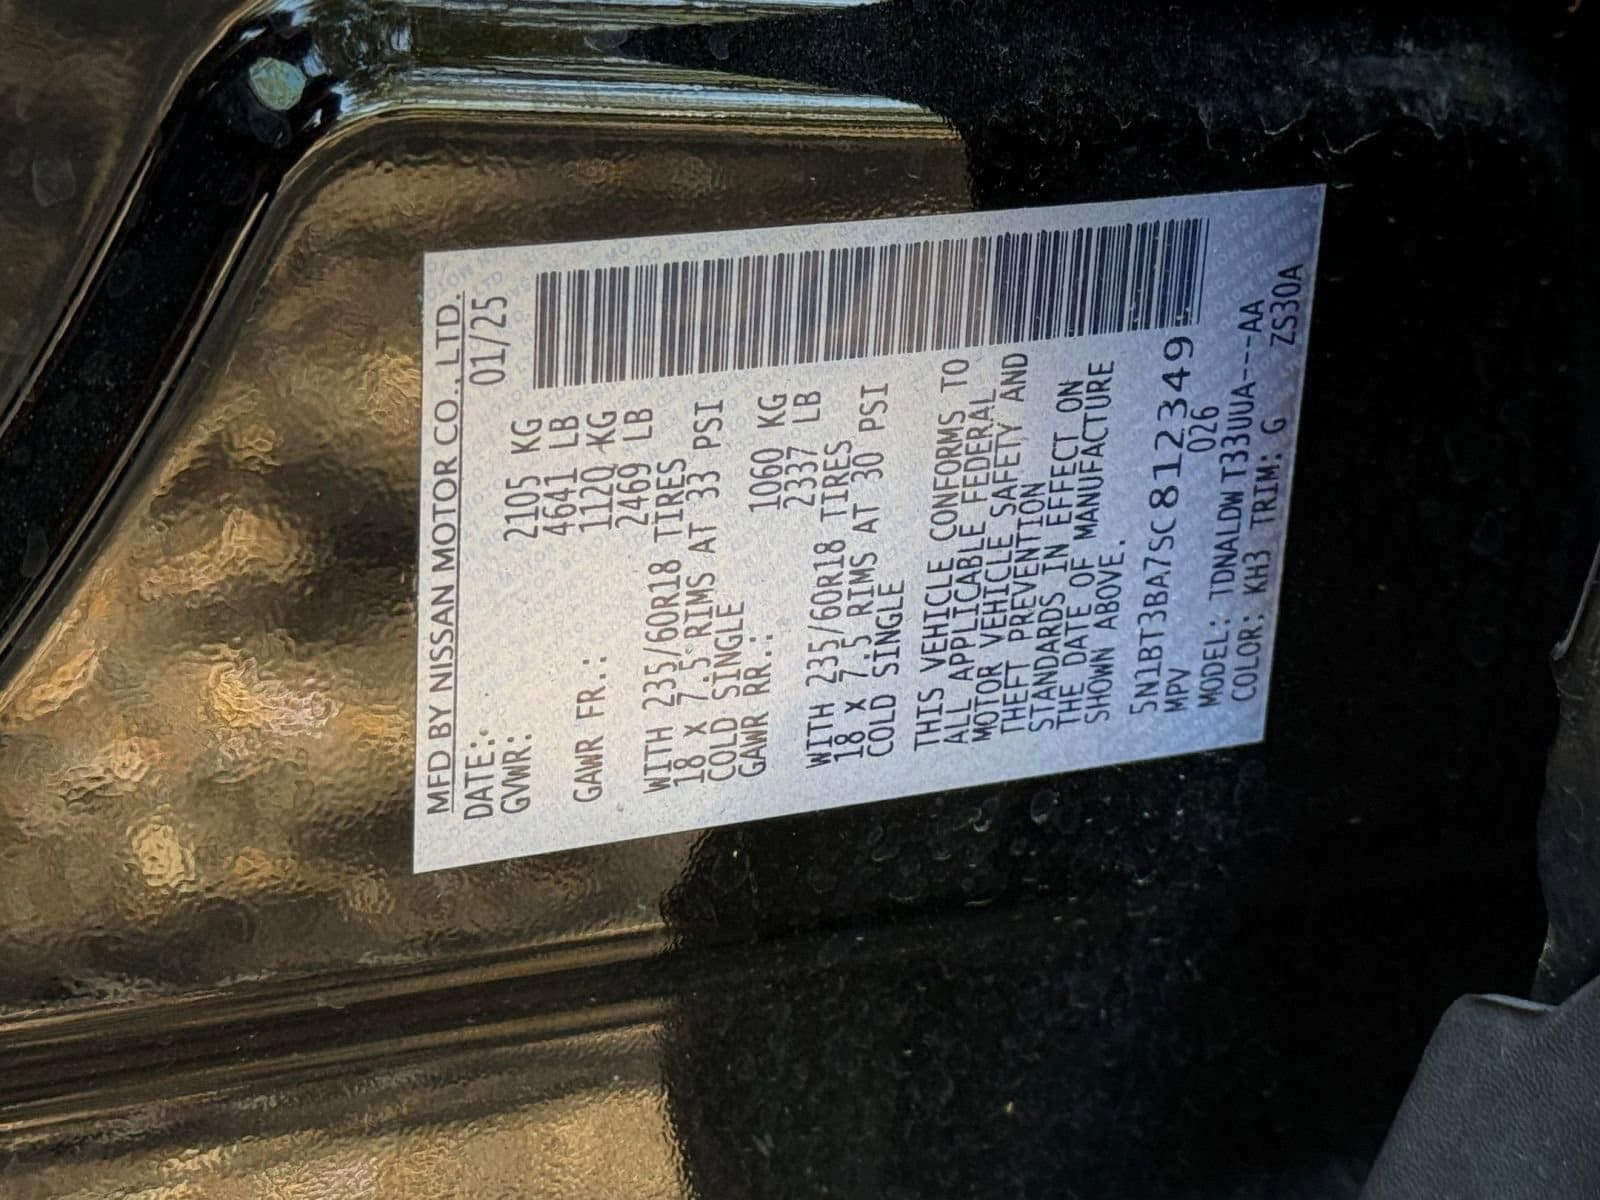 MFD BY NISSAN MOTOR CO., LTD.
DATE: 01/25
GVWR: 2105 KG
4641 LB
GAWR FR.: 1120 KG
2469 LB
WITH 235/60R18 TIRES
18 X 7.5 RIMS AT 33 PSI
COLD SINGLE
GAWR RR.: 1060 KG
2337 LB
WITH 235/60R18 TIRES
18 X 7.5 RIMS AT 30 PSI
COLD SINGLE
THIS VEHICLE CONFORMS TO
ALL APPLICABLE FEDERAL
MOTOR VEHICLE SAFETY AND
THEFT PREVENTION
STANDARDS IN EFFECT ON
THE DATE OF MANUFACTURE
SHOWN ABOVE.
5N1BT3BA7SC812349
MPV 026
MODEL: TDNALDWT33UUA---AA
COLOR: KH3 TRIM: G ZS30A